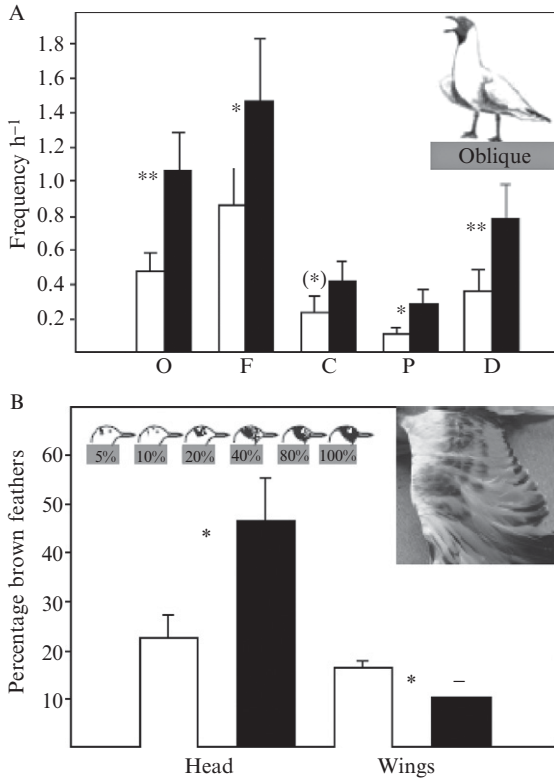 A
1.8
1.6
1.4
1.2
1.0
0.8
0.6
0.4
0.2
Frequency h⁻¹
**
*
(*)
*
**
Oblique
O F C P D
B
60
50
40
30
20
10
Percentage brown feathers
5% 10% 20% 40% 80% 100%
*
*
Head Wings